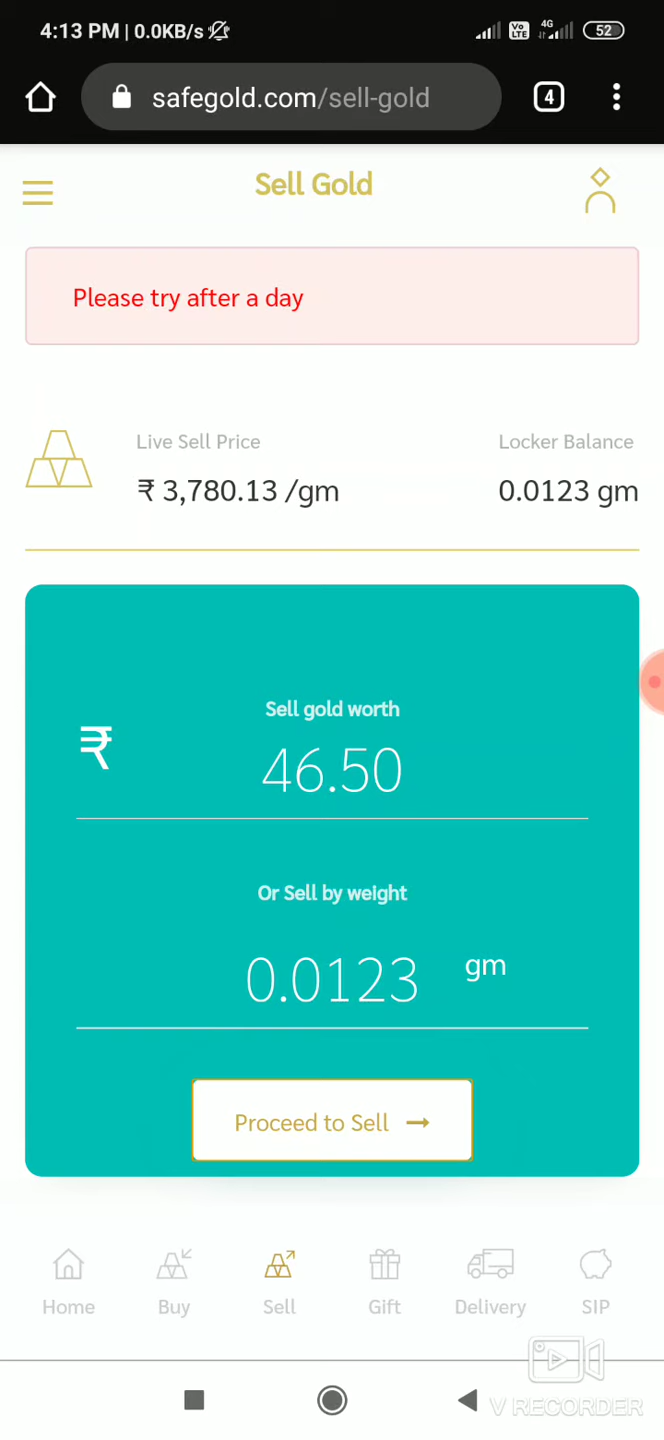 4:13 PM | 0.0KB/s
Vo LTE 4G 52
safegold.com/sell-gold
4
Sell Gold
Please try after a day
Live Sell Price Locker Balance
₹ 3,780.13 /gm 0.0123 gm
Sell gold worth
₹ 46.50
Or Sell by weight
0.0123 gm
Proceed to Sell →
Home Buy Sell Gift Delivery SIP
V RECORDER